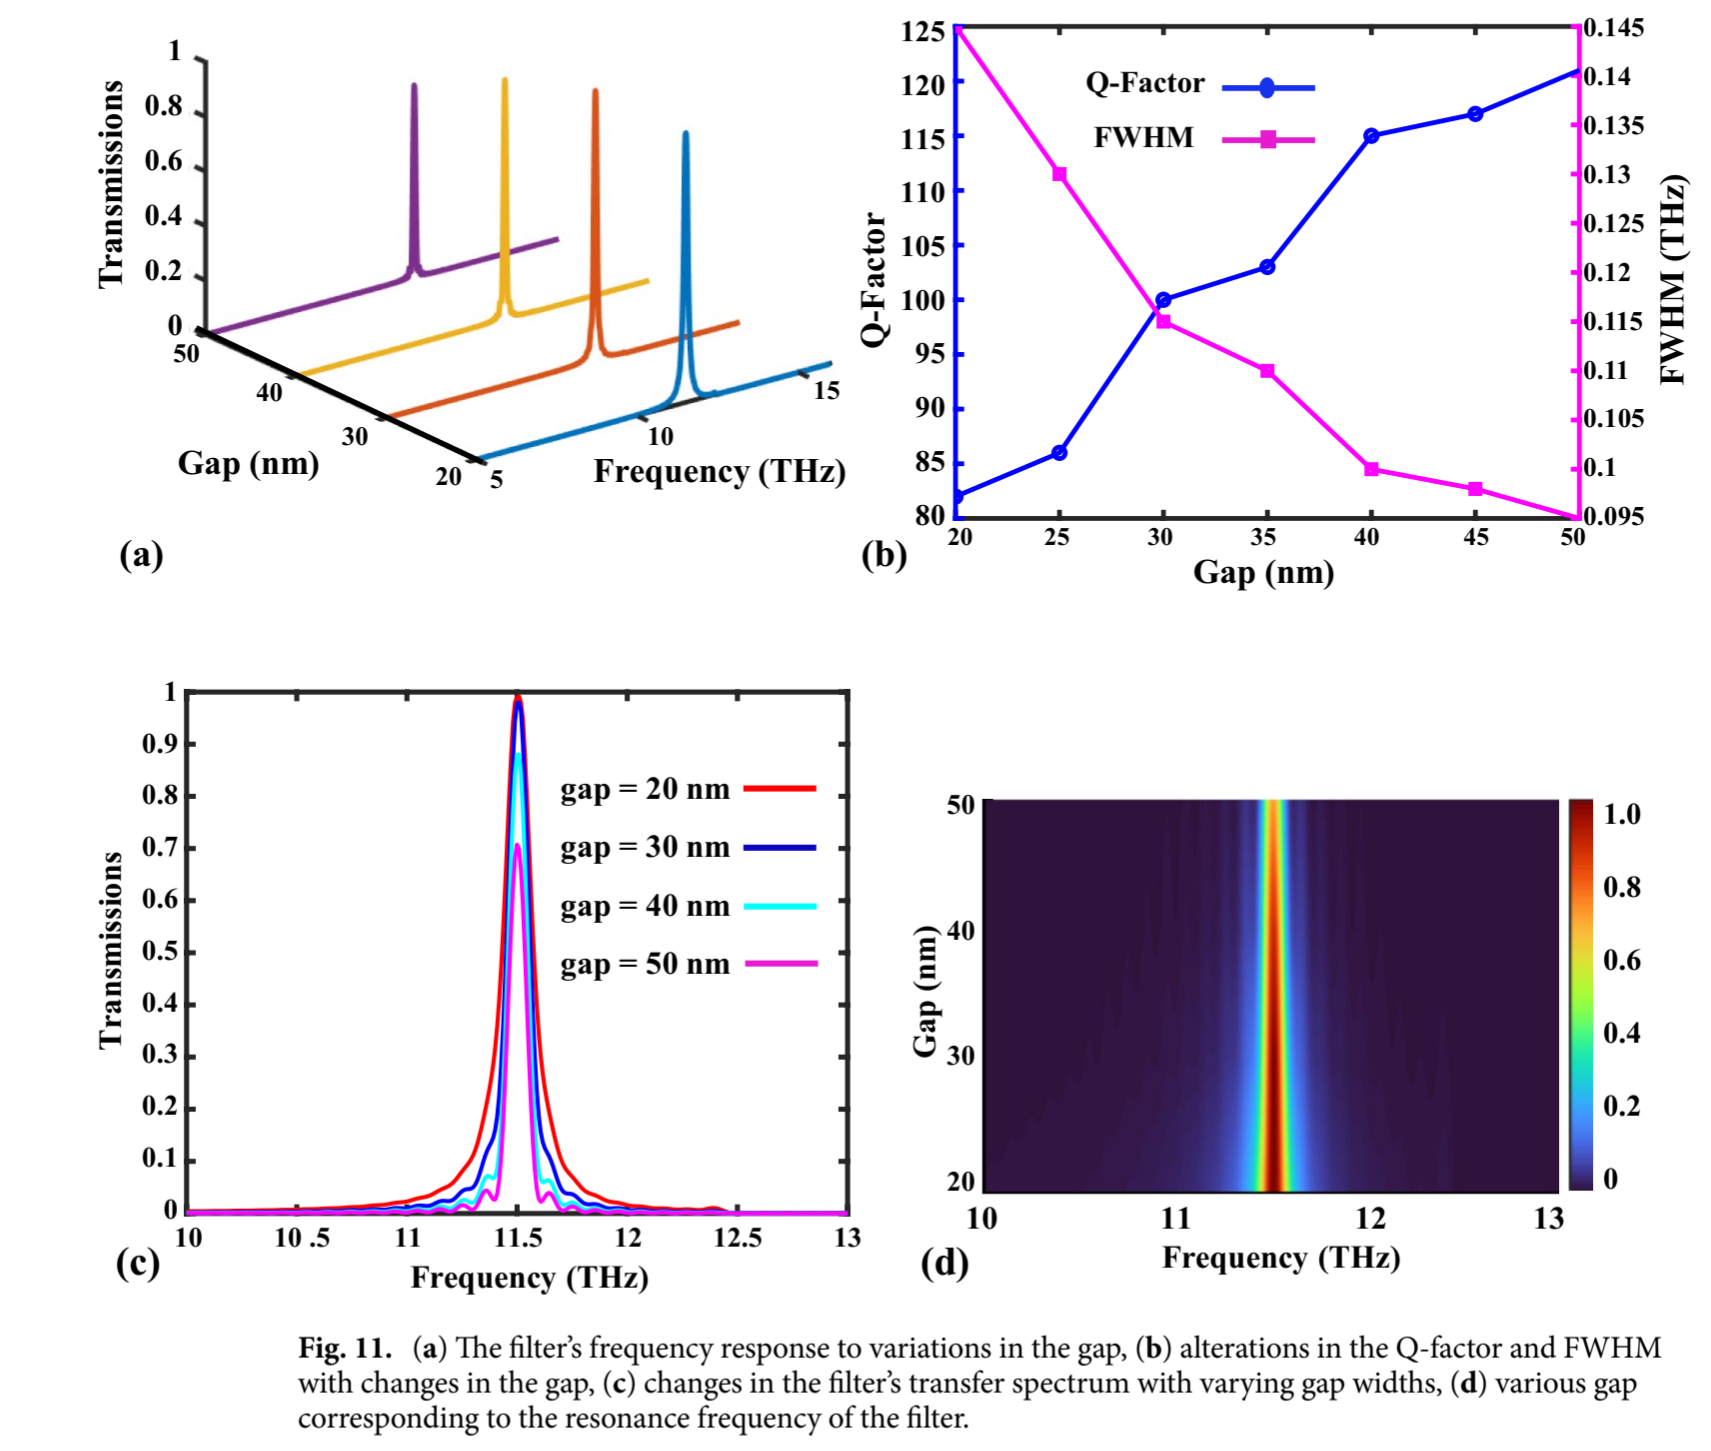 1
0.8
0.6
0.4
0.2
0
Transmissions
50
40
30
20
Gap (nm)
5
10
15
Frequency (THz)
(a)
125
120
115
110
105
100
95
90
85
80
Q-Factor
Q-Factor
FWHM
0.145
0.14
0.135
0.13
0.125
0.12
0.115
0.11
0.105
0.1
0.095
FWHM (THz)
20 25 30 35 40 45 50
Gap (nm)
(b)
1
0.9
0.8
0.7
0.6
0.5
0.4
0.3
0.2
0.1
0
Transmissions
gap = 20 nm
gap = 30 nm
gap = 40 nm
gap = 50 nm
10 10 .5 11 11.5 12 12.5 13
Frequency (THz)
(c)
50
40
30
20
Gap (nm)
10 11 12 13
Frequency (THz)
1.0
0.8
0.6
0.4
0.2
0
(d)
Fig. 11. (a) The filter's frequency response to variations in the gap, (b) alterations in the Q-factor and FWHM
with changes in the gap, (c) changes in the filter's transfer spectrum with varying gap widths, (d) various gap
corresponding to the resonance frequency of the filter.